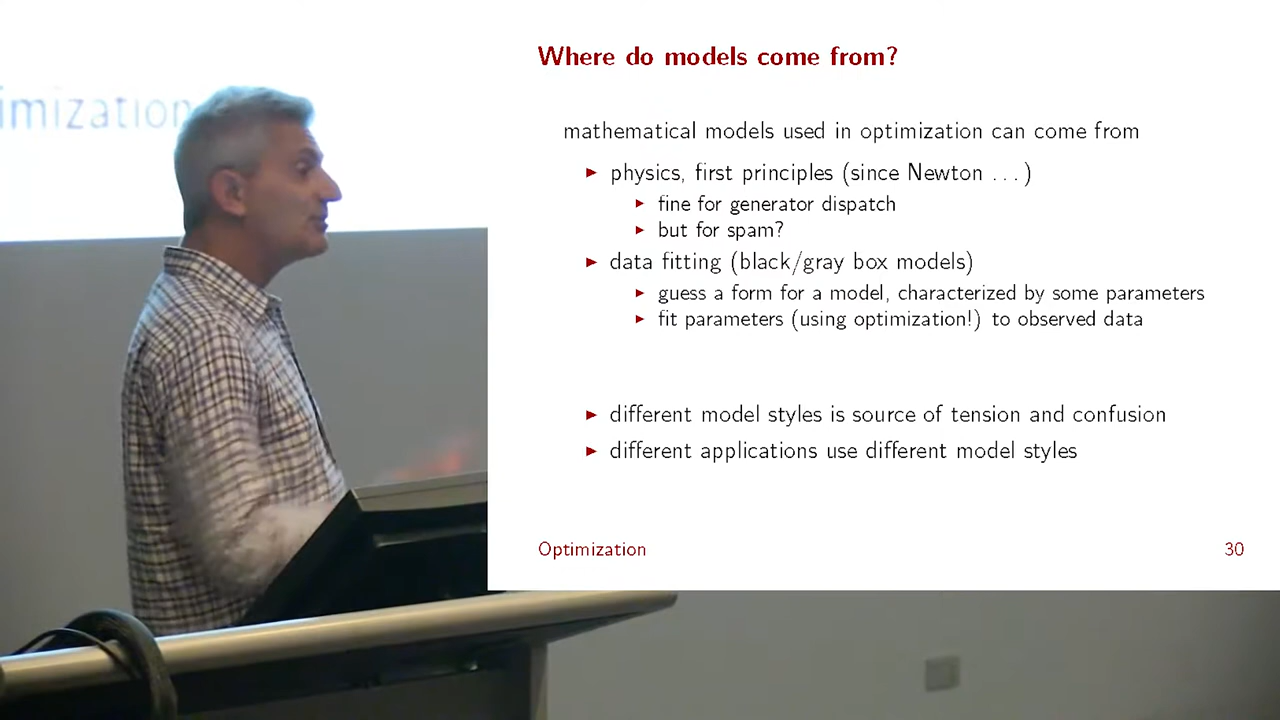 imization
Where do models come from?
mathematical models used in optimization can come from
▶ physics, first principles (since Newton ...)
▶ fine for generator dispatch
▶ but for spam?
▶ data fitting (black/gray box models)
▶ guess a form for a model, characterized by some parameters
▶ fit parameters (using optimization!) to observed data
▶ different model styles is source of tension and confusion
▶ different applications use different model styles
Optimization 30